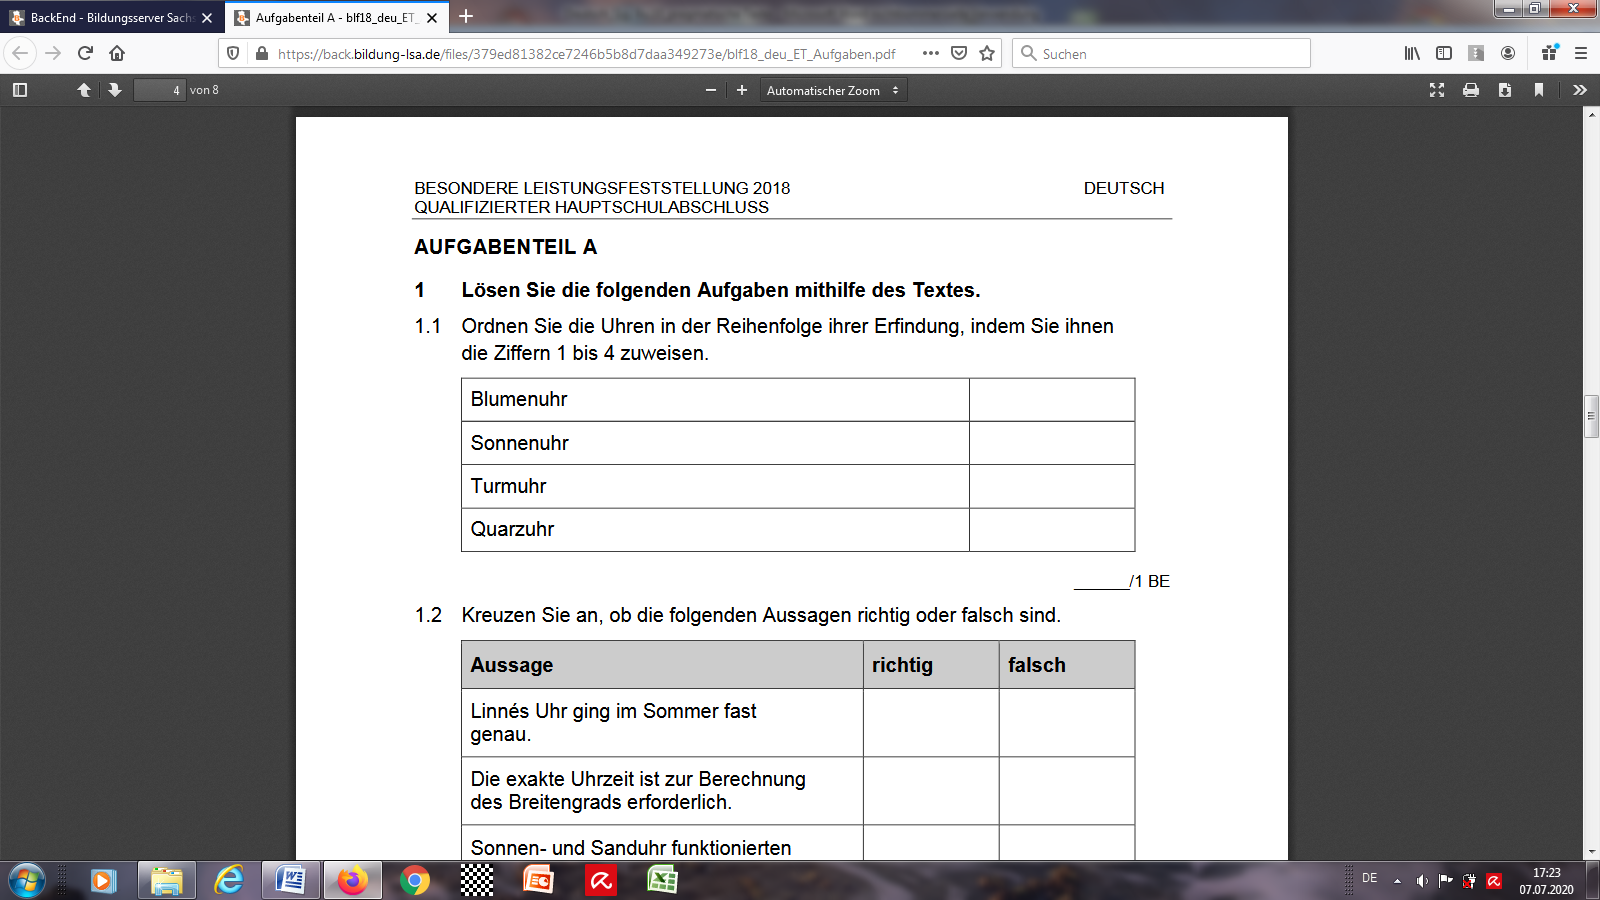 BackEnd - Bildungsserver Sachs
Aufgabenteil A - blf18_deu_ET_
https://back.bildung-lsa.de/files/379ed81382ce7246b5b8d7daa349273e/blf18_deu_ET_Aufgaben.pdf
Suchen
4 von 8
Automatischer Zoom
BESONDERE LEISTUNGSFESTSTELLUNG 2018 DEUTSCH
QUALIFIZIERTER HAUPTSCHULABSCHLUSS
AUFGABENTEIL A
1 Lösen Sie die folgenden Aufgaben mithilfe des Textes.
1.1 Ordnen Sie die Uhren in der Reihenfolge ihrer Erfindung, indem Sie ihnen
die Ziffern 1 bis 4 zuweisen.
Blumenuhr
Sonnenuhr
Turmuhr
Quarzuhr
______/1 BE
1.2 Kreuzen Sie an, ob die folgenden Aussagen richtig oder falsch sind.
Aussage richtig falsch
Linnés Uhr ging im Sommer fast
genau.
Die exakte Uhrzeit ist zur Berechnung
des Breitengrads erforderlich.
Sonnen- und Sanduhr funktionierten
DE
17:23
07.07.2020